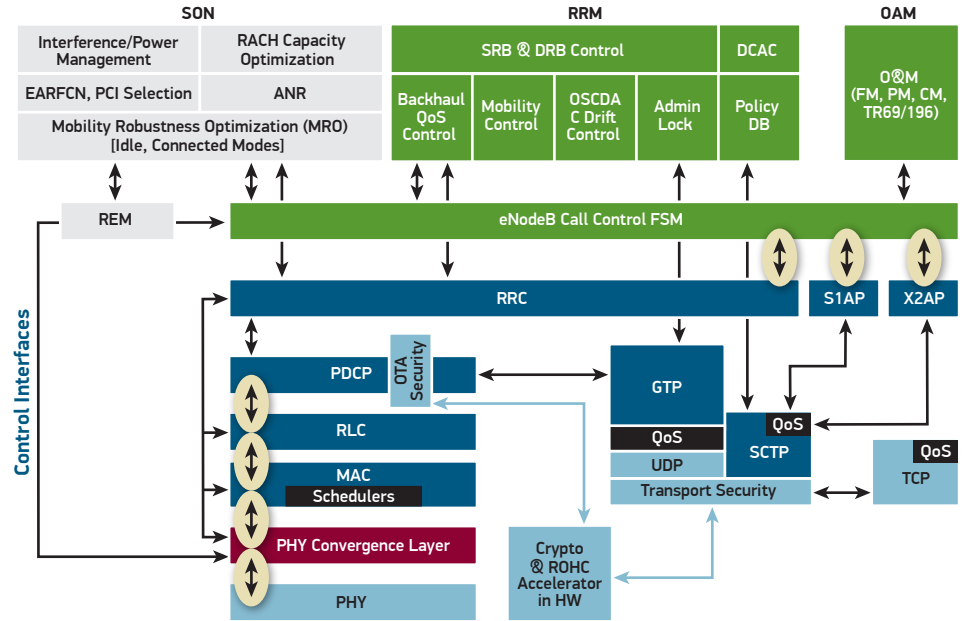 SON
RRM
OAM
Interference/Power
Management
RACH Capacity
Optimization
EARFCN, PCI Selection
ANR
Mobility Robustness Optimization (MRO)
[Idle, Connected Modes]
SRB & DRB Control
DCAC
Backhaul
QoS
Control
Mobility
Control
OSCDA
C Drift
Control
Admin
Lock
Policy
DB
O&M
(FM, PM, CM,
TR69/196)
REM
eNodeB Call Control FSM
RRC
S1AP
X2AP
Control Interfaces
PDCP
OTA
Security
GTP
RLC
QoS
QoS
SCTP
UDP
MAC
Schedulers
Transport Security
QoS
TCP
PHY Convergence Layer
Crypto
& ROHC
Accelerator
in HW
PHY